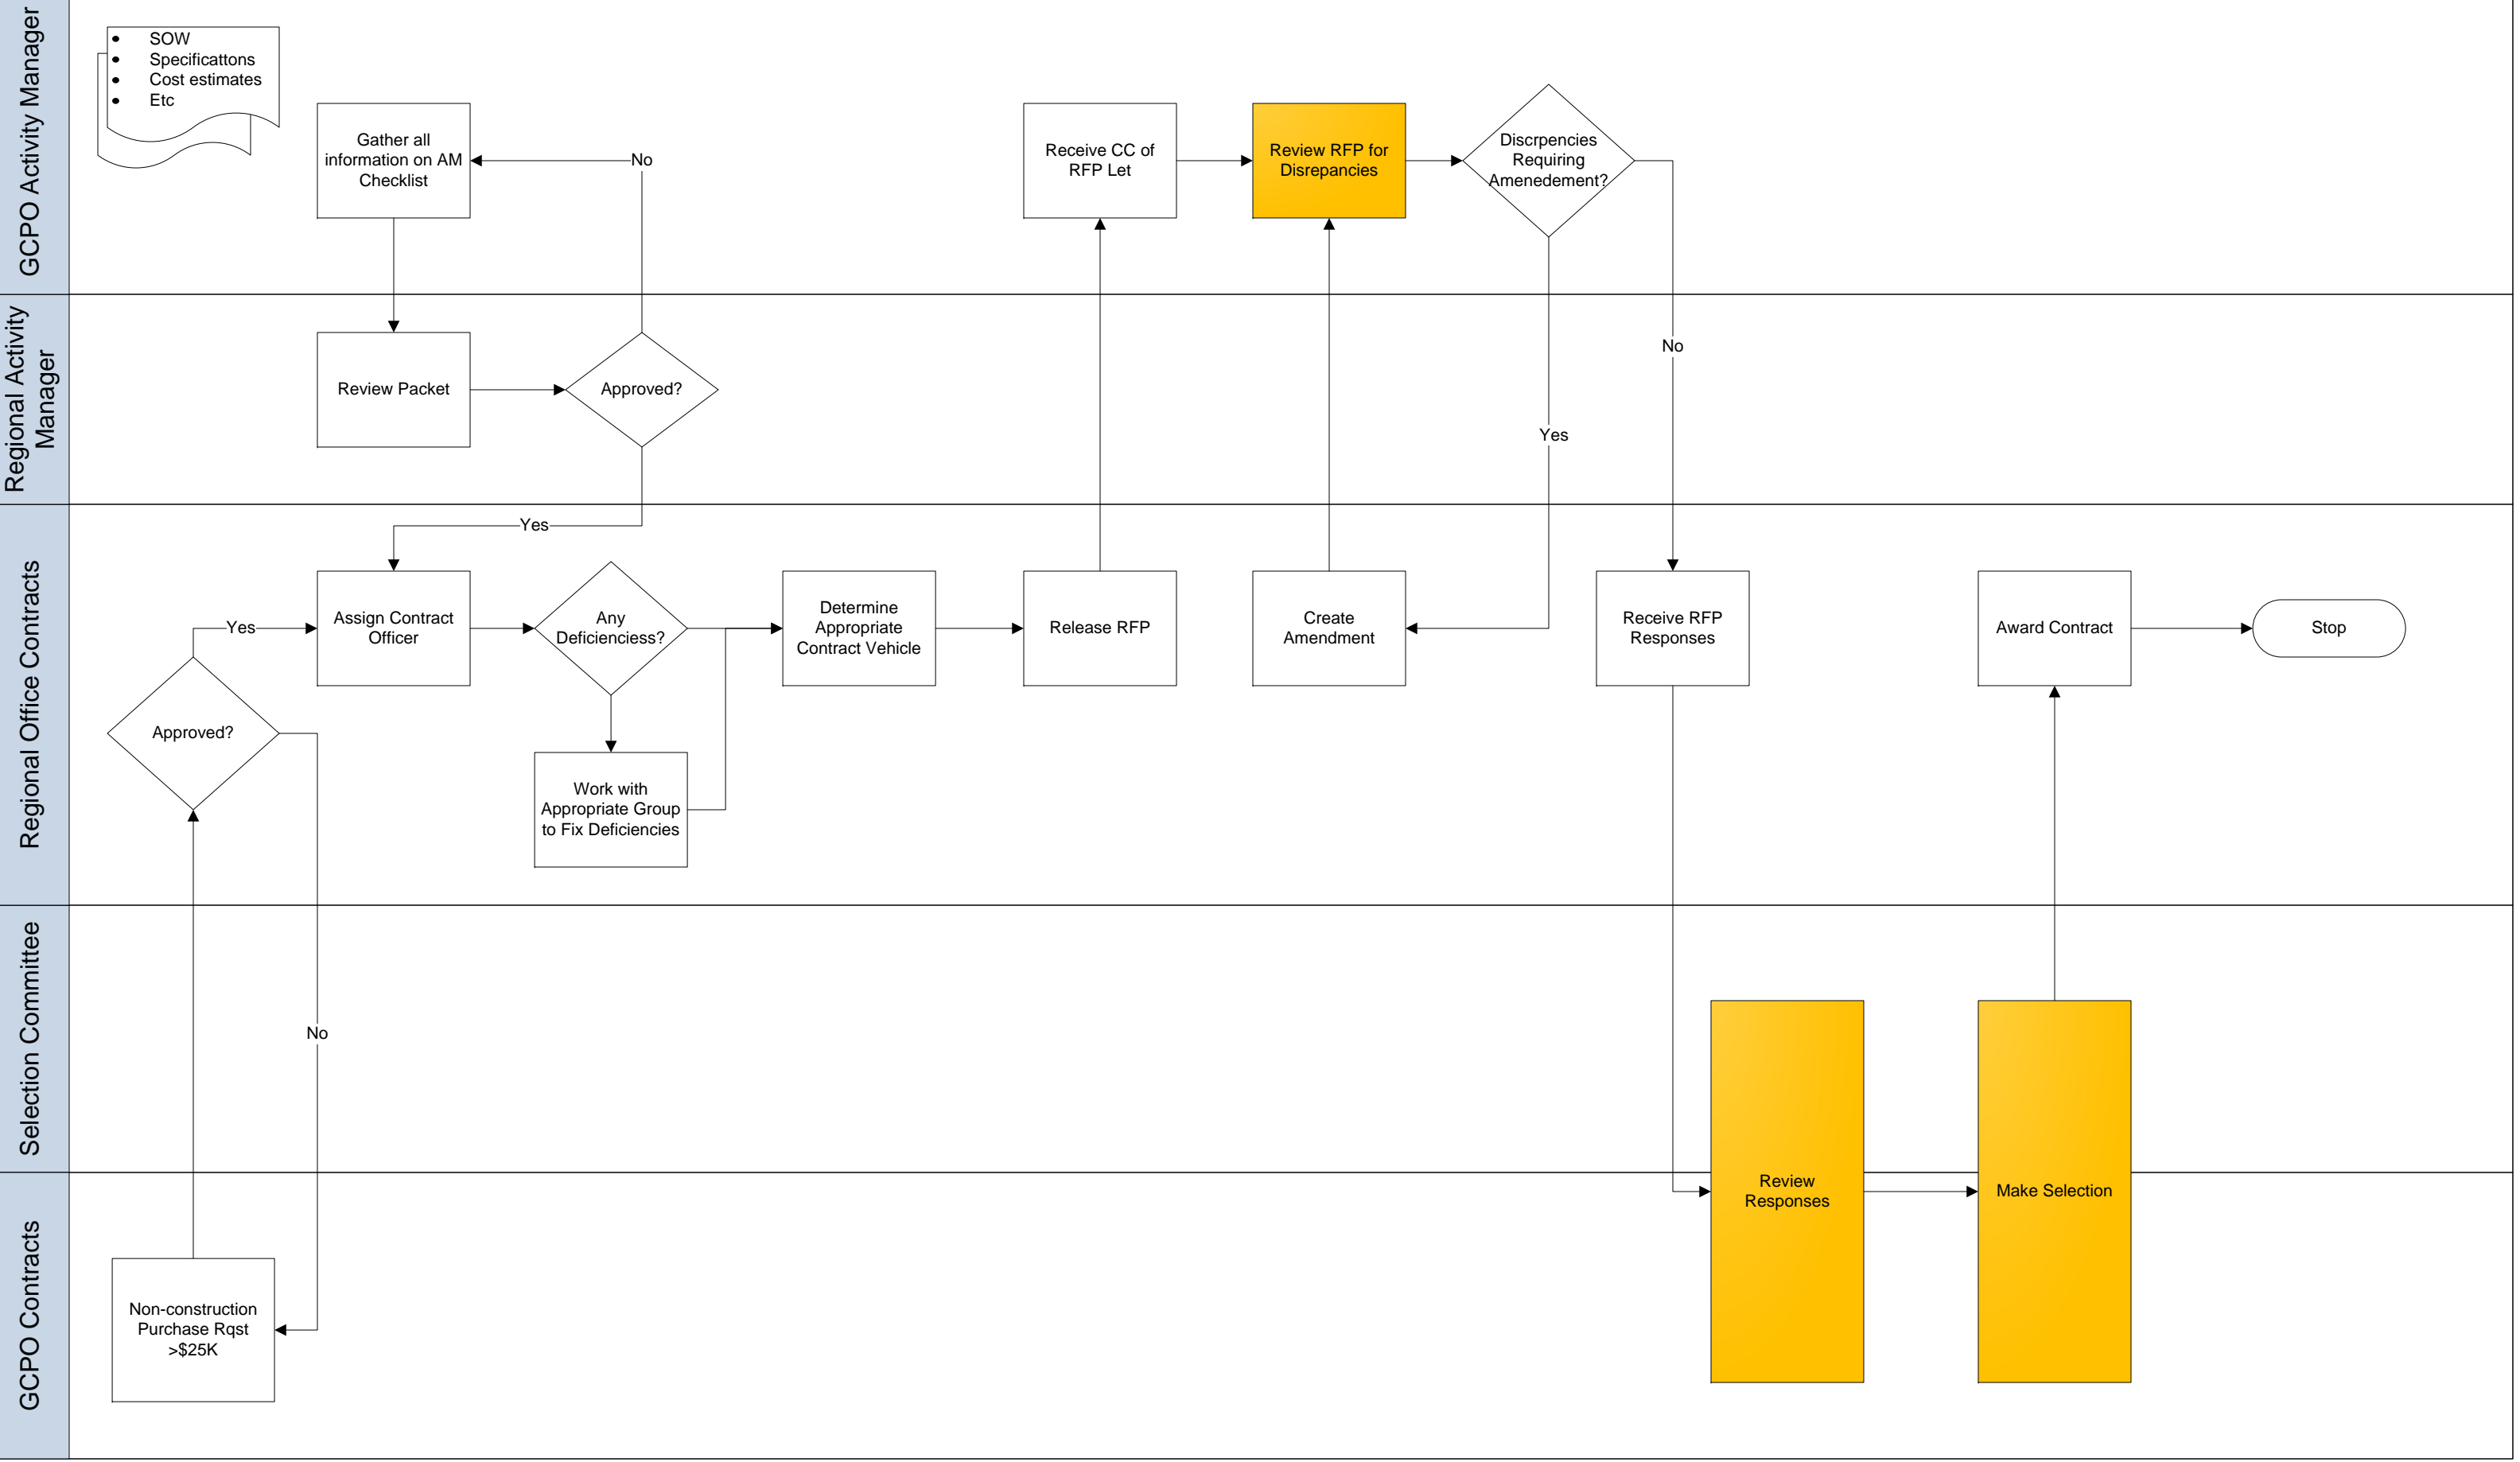 GCPO Activity Manager
SOW
Specificattons
Cost estimates
Etc
Gather all
information on AM
Checklist
No
Receive CC of
RFP Let
Review RFP for
Disrepancies
Discrpencies
Requiring
Amenedement?
Regional Activity
Manager
Review Packet
Approved?
No
Yes
Regional Office Contracts
Yes
Yes
Assign Contract
Officer
Any
Deficienciess?
Determine
Appropriate
Contract Vehicle
Release RFP
Create
Amendment
Receive RFP
Responses
Award Contract
Stop
Approved?
Work with
Appropriate Group
to Fix Deficiencies
Selection Committee
No
Review
Responses
Make Selection
GCPO Contracts
Non-construction
Purchase Rqst
>$25K